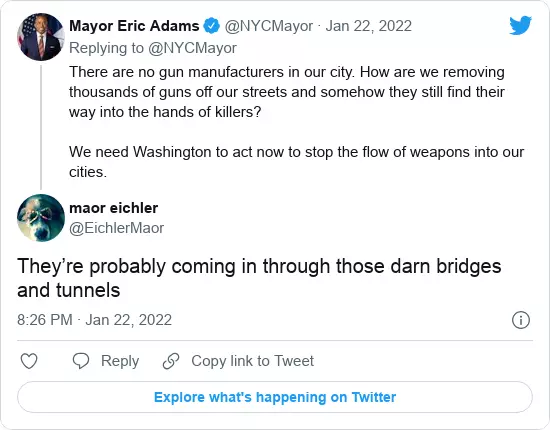 Mayor Eric Adams @NYCMayor · Jan 22, 2022
Replying to @NYCMayor
There are no gun manufacturers in our city. How are we removing
thousands of guns off our streets and somehow they still find their
way into the hands of killers?
We need Washington to act now to stop the flow of weapons into our
cities.
maor eichler
@EichlerMaor
They’re probably coming in through those darn bridges
and tunnels
8:26 PM · Jan 22, 2022
Reply Copy link to Tweet
Explore what's happening on Twitter